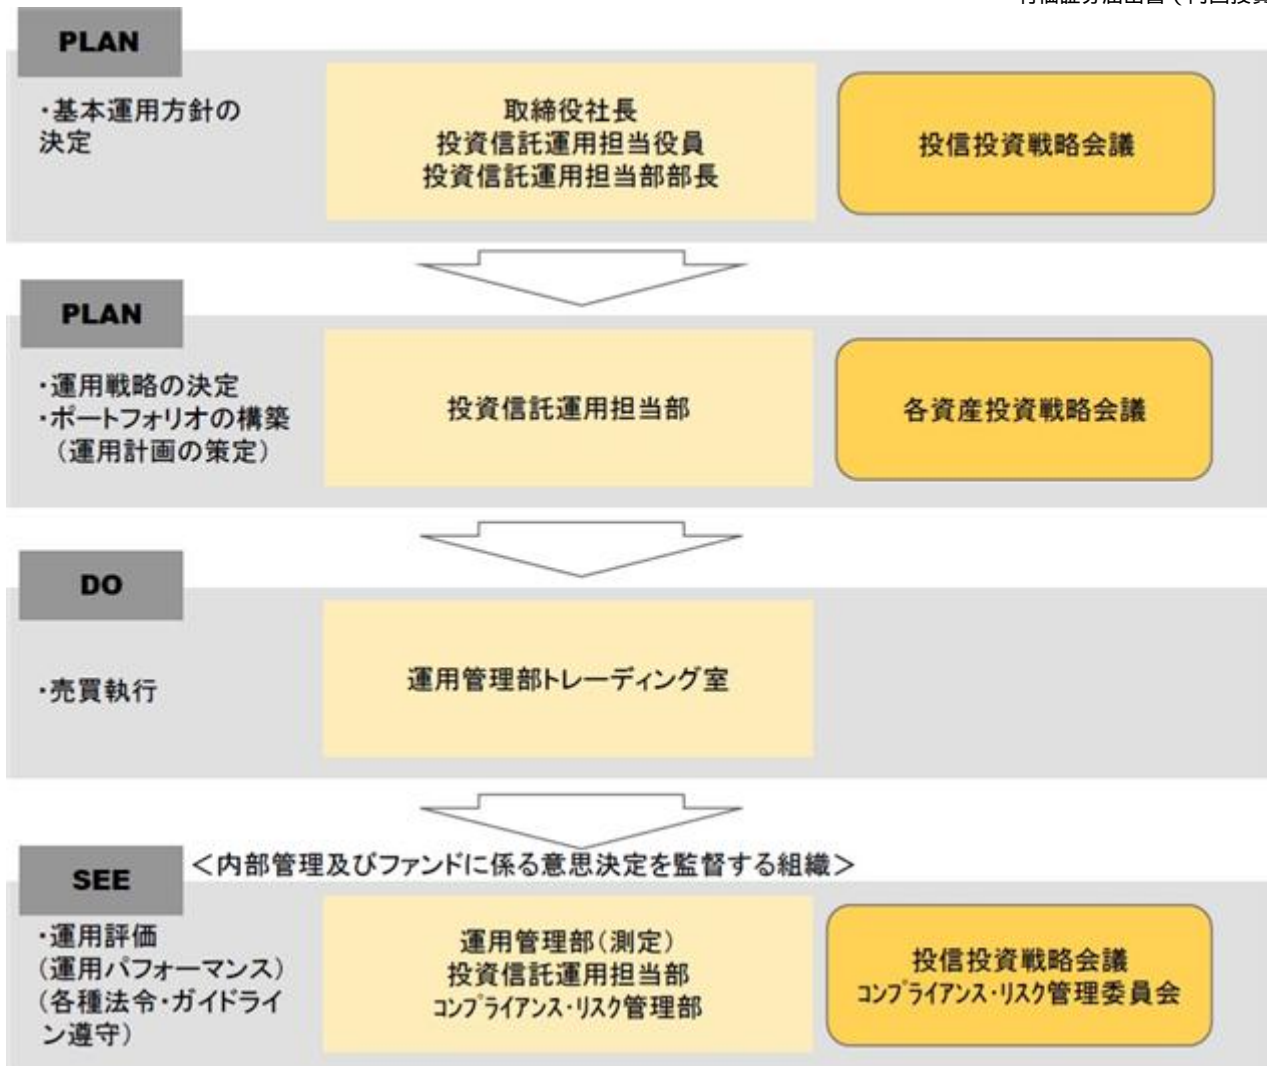 PLAN
・基本運用方針の
決定
取締役社長
投資信託運用担当役員
投資信託運用担当部部長
投信投資戦略会議
PLAN
・運用戦略の決定
・ポートフォリオの構築
（運用計画の策定）
投資信託運用担当部
各資産投資戦略会議
DO
・売買執行
運用管理部トレーディング室
SEE
＜内部管理及びファンドに係る意思決定を監督する組織＞
・運用評価
（運用パフォーマンス）
（各種法令・ガイドライ
ン遵守）
運用管理部（測定）
投資信託運用担当部
ｺﾝﾌﾟﾗｲｱﾝｽ･ﾘｽｸ管理部
投信投資戦略会議
ｺﾝﾌﾟﾗｲｱﾝｽ･ﾘｽｸ管理委員会